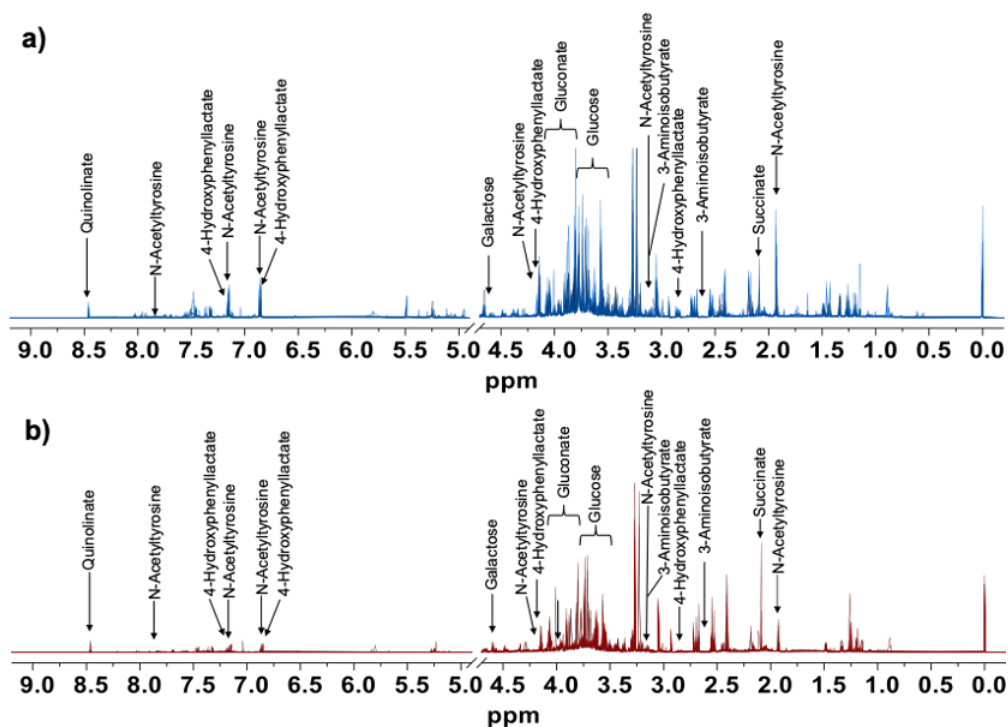 a)
Quinolinate
N-Acetyltyrosine
4-Hydroxyphenyllactate
N-Acetyltyrosine
N-Acetyltyrosine
4-Hydroxyphenyllactate
Galactose
N-Acetyltyrosine
4-Hydroxyphenyllactate
Gluconate
Glucose
N-Acetyltyrosine
3-Aminoisobutyrate
4-Hydroxyphenyllactate
3-Aminoisobutyrate
Succinate
N-Acetyltyrosine
9.0 8.5 8.0 7.5 7.0 6.5 6.0 5.5 5.0 4.5 4.0 3.5 3.0 2.5 2.0 1.5 1.0 0.5 0.0
ppm
b)
Quinolinate
N-Acetyltyrosine
4-Hydroxyphenyllactate
N-Acetyltyrosine
N-Acetyltyrosine
4-Hydroxyphenyllactate
Galactose
N-Acetyltyrosine
4-Hydroxyphenyllactate
Gluconate
Glucose
N-Acetyltyrosine
3-Aminoisobutyrate
4-Hydroxyphenyllactate
3-Aminoisobutyrate
Succinate
N-Acetyltyrosine
9.0 8.5 8.0 7.5 7.0 6.5 6.0 5.5 5.0 4.5 4.0 3.5 3.0 2.5 2.0 1.5 1.0 0.5 0.0
ppm